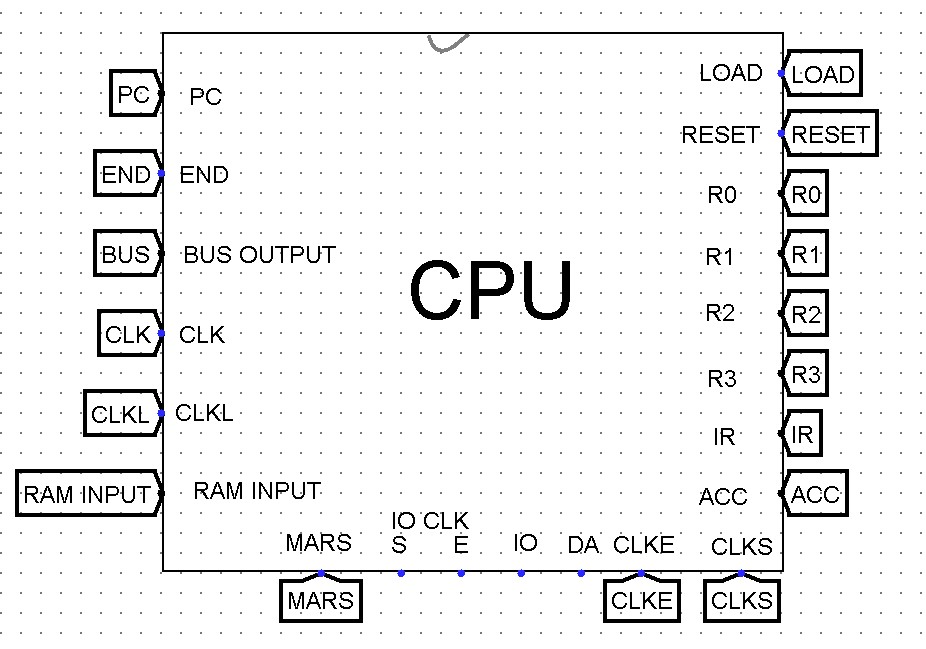 LOAD LOAD
PC PC
RESET RESET
END END
R0 R0
BUS BUS OUTPUT
R1 R1
CPU
R2 R2
CLK CLK
R3 R3
CLKL CLKL
IR IR
RAM INPUT RAM INPUT
ACC ACC
IO CLK
MARS S E IO DA CLKE CLKS
MARS CLKE CLKS